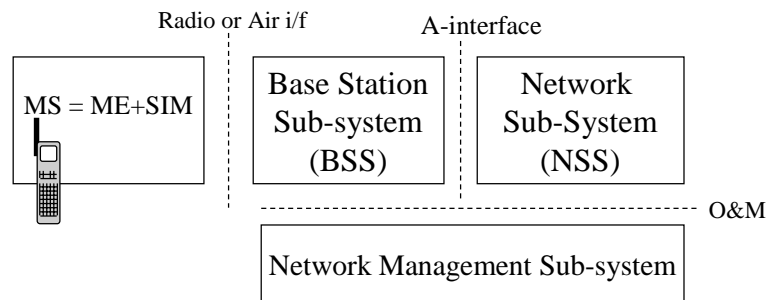 Radio or Air i/f
A-interface
MS = ME+SIM
Base Station
Sub-system
(BSS)
Network
Sub-System
(NSS)
O&M
Network Management Sub-system